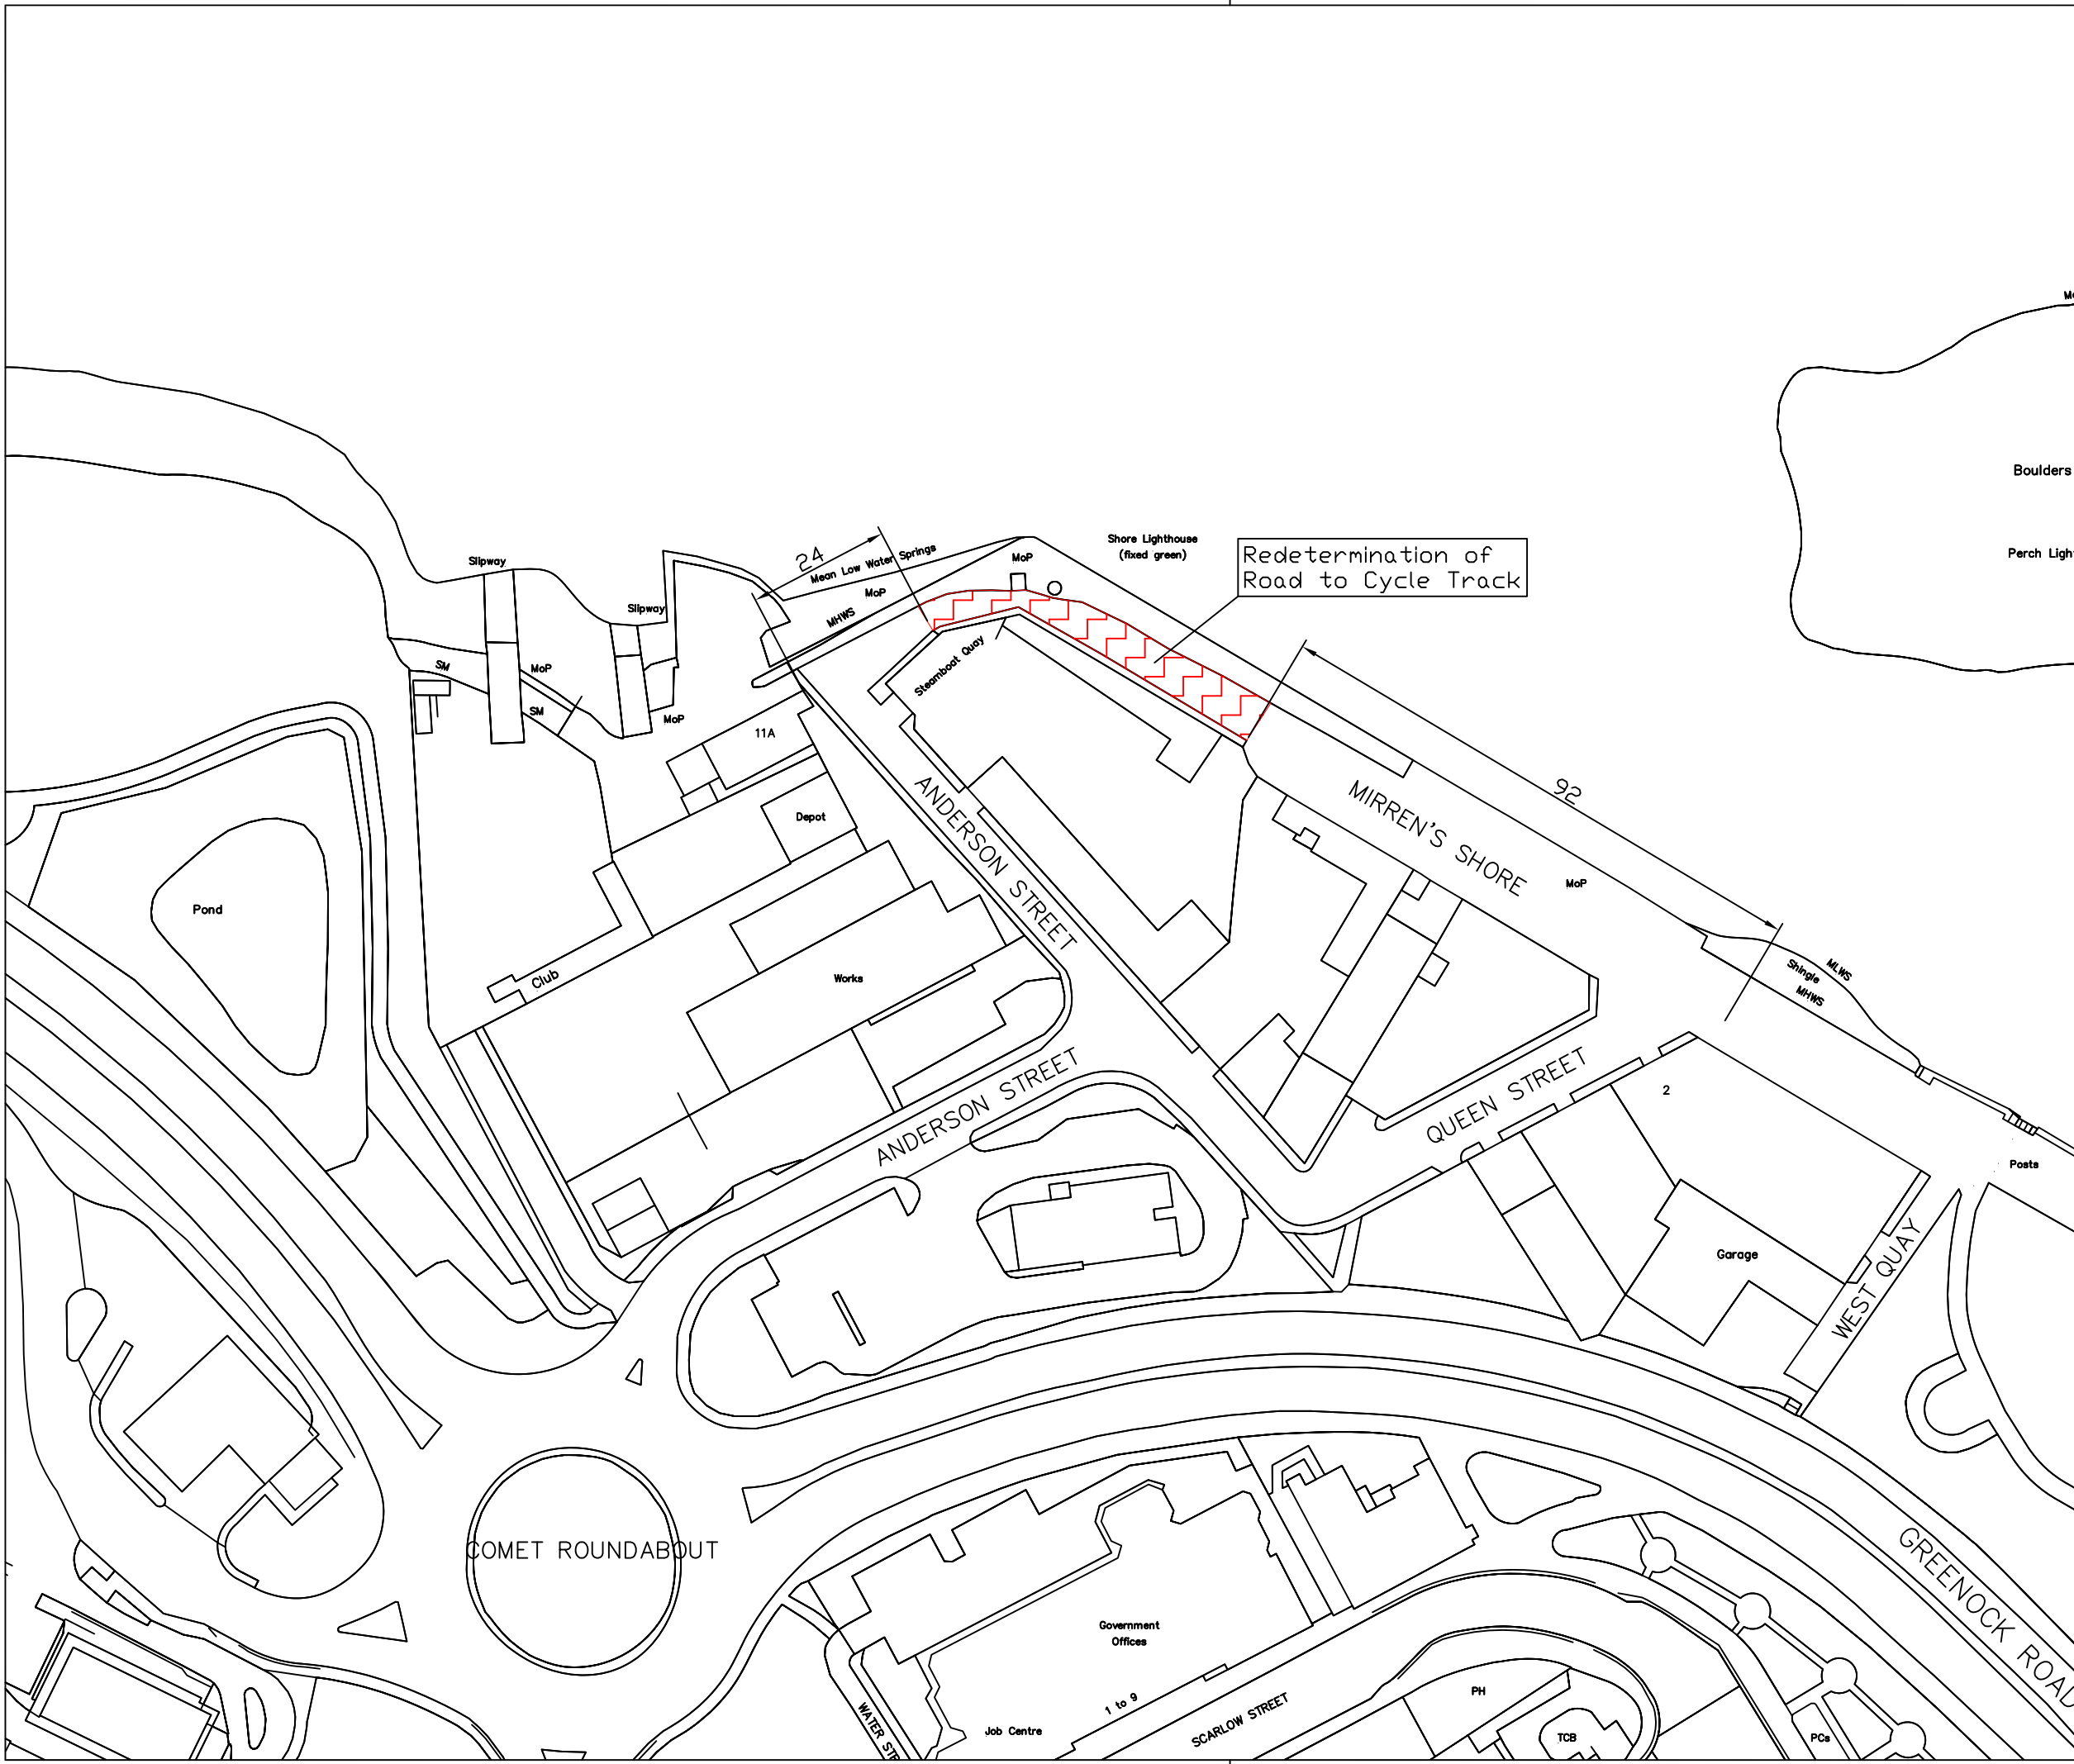 Mo
Boulders
Perch Ligh
Shore Lighthouse
(fixed green)
Redetermination of
Road to Cycle Track
24
Mean Low Water Springs
MoP
MoP
MHWS
Slipway
Slipway
SM
MoP
SM
MoP
Steamboat Quay
11A
Depot
ANDERSON STREET
92
MIRREN'S SHORE
MoP
Pond
Club
Works
Shingle
MLWS
MHWS
ANDERSON STREET
QUEEN STREET
2
Posts
Garage
WEST QUAY
COMET ROUNDABOUT
GREENOCK ROAD
Government
Offices
1 to 9
Job Centre
WATER STR
SCARLOW STREET
PH
TCB
PCs